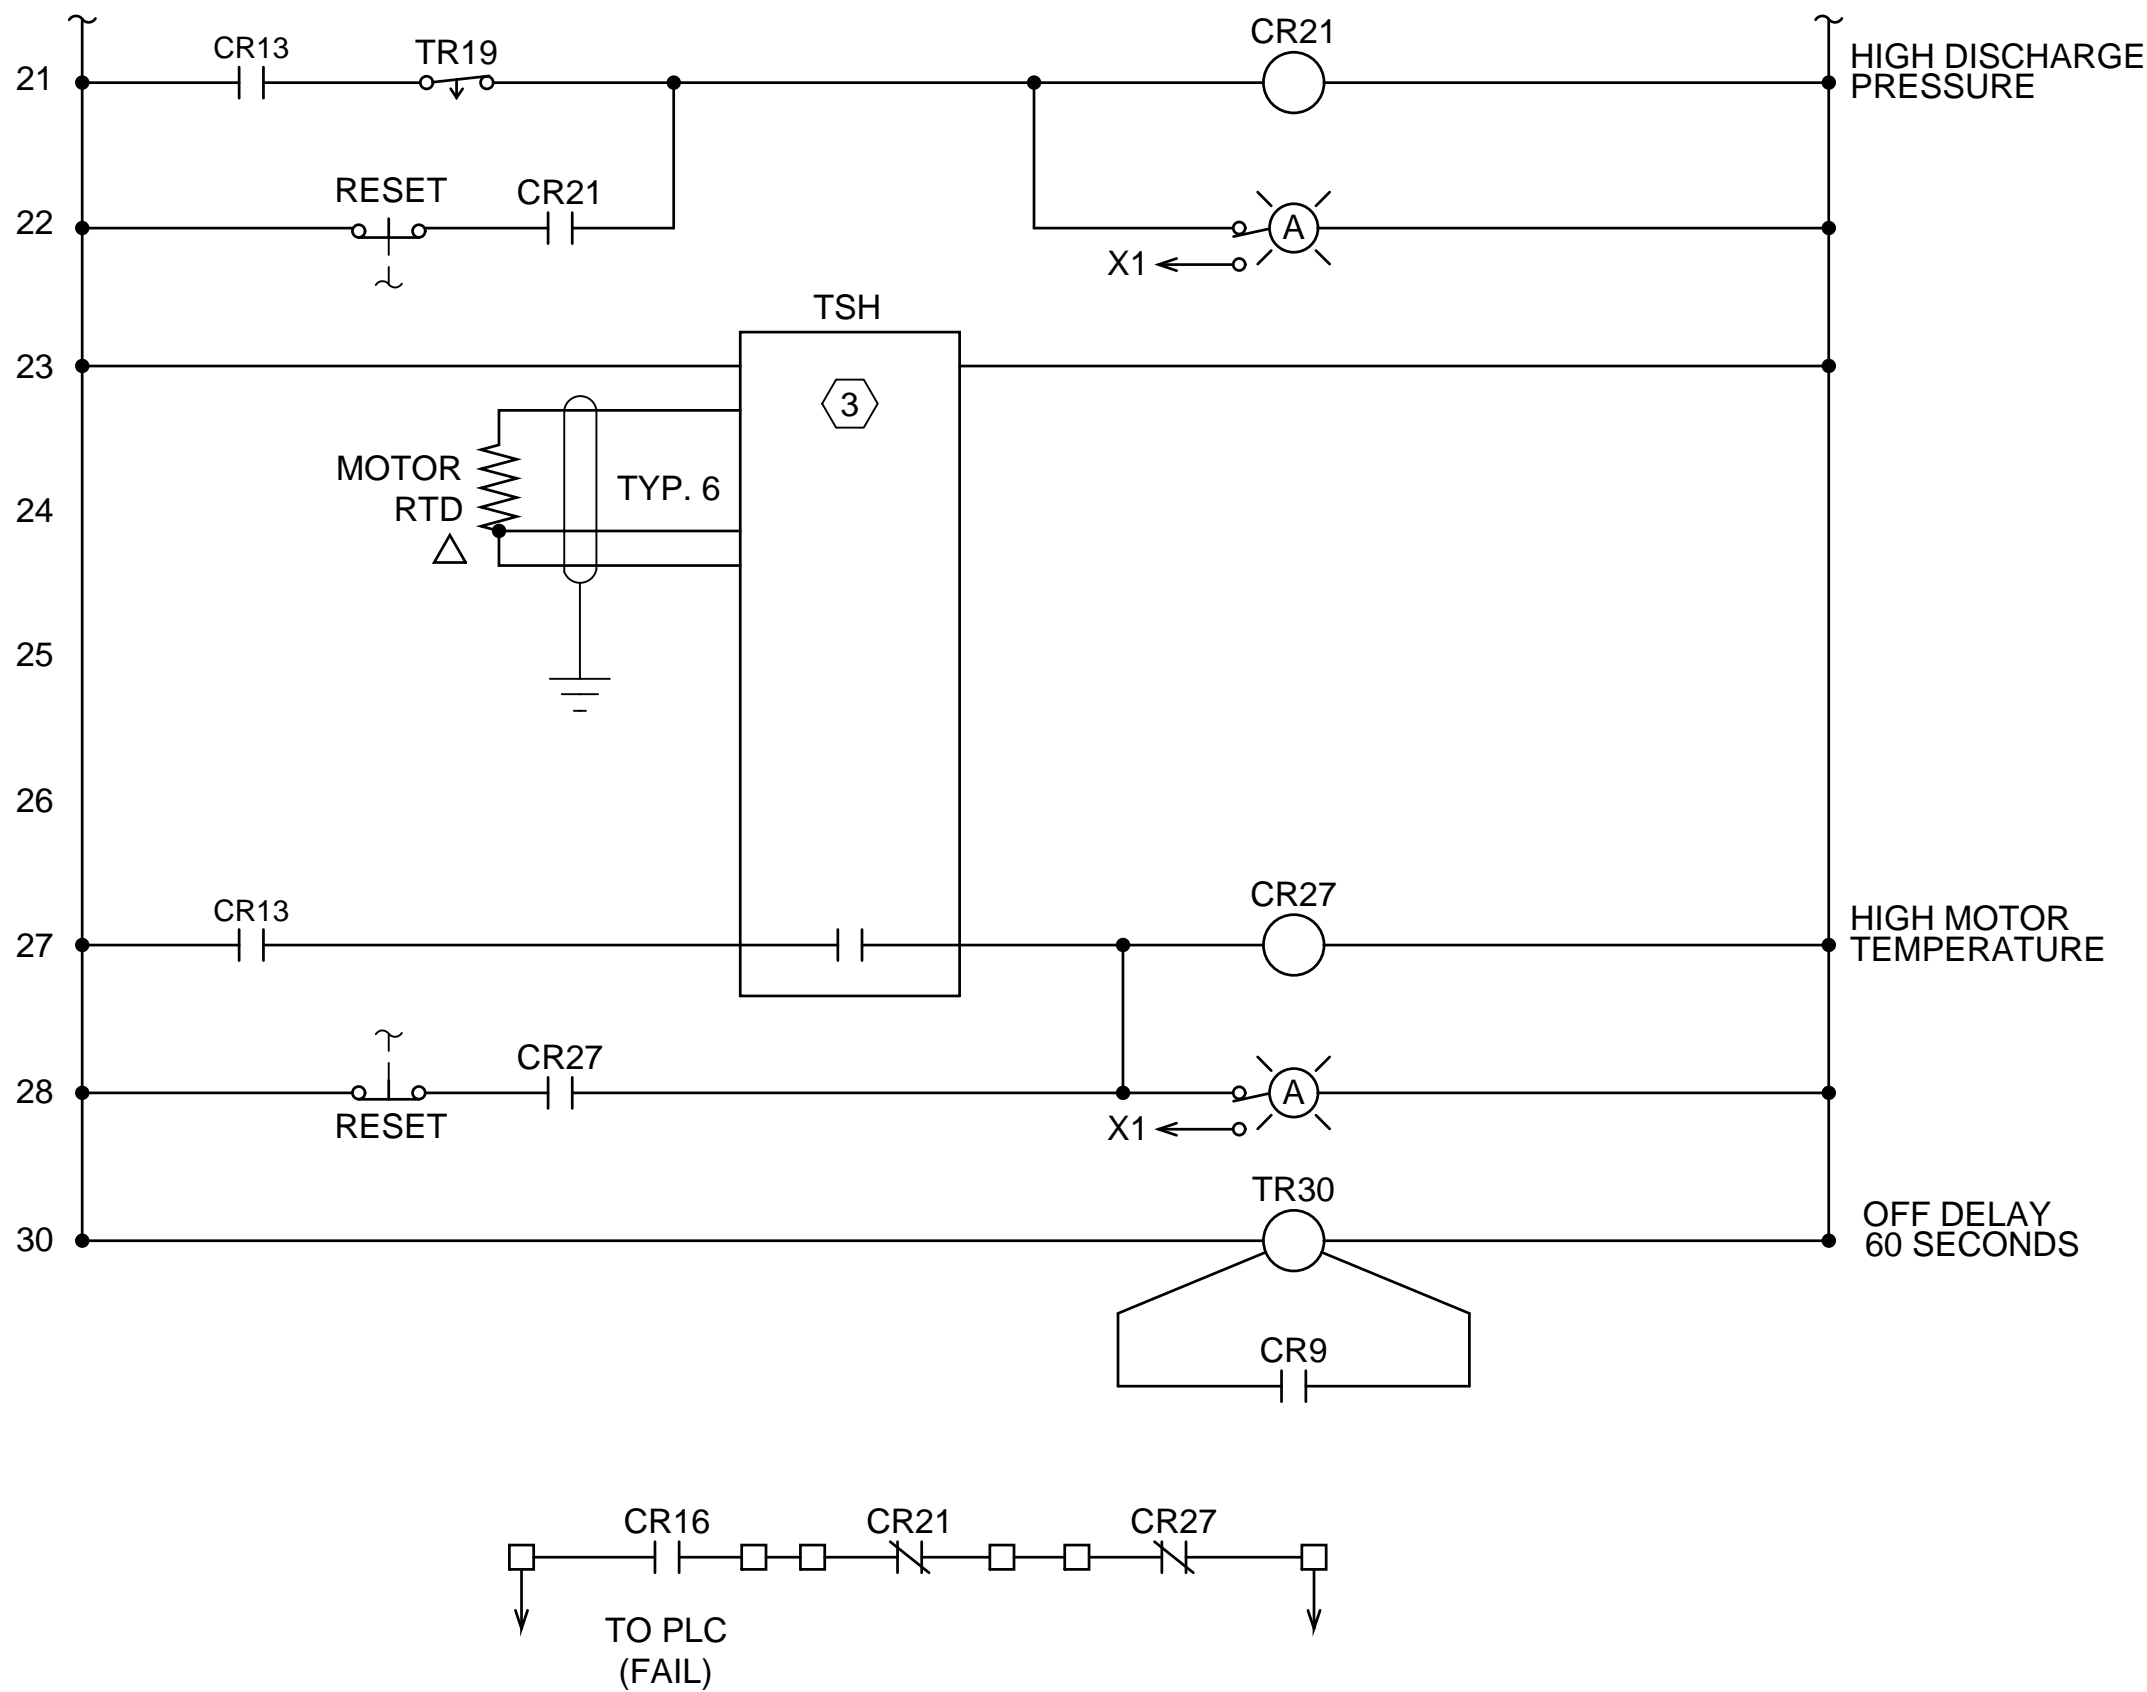 CR21
CR13
TR19
HIGH DISCHARGE
21
PRESSURE
RESET
CR21
22
A
X1
TSH
23
3
MOTOR
TYP. 6
RTD
24
25
26
CR27
CR13
HIGH MOTOR
27
TEMPERATURE
CR27
28
A
RESET
X1
TR30
OFF DELAY
30
60 SECONDS
CR9
CR16
CR21
CR27
TO PLC
(FAIL)